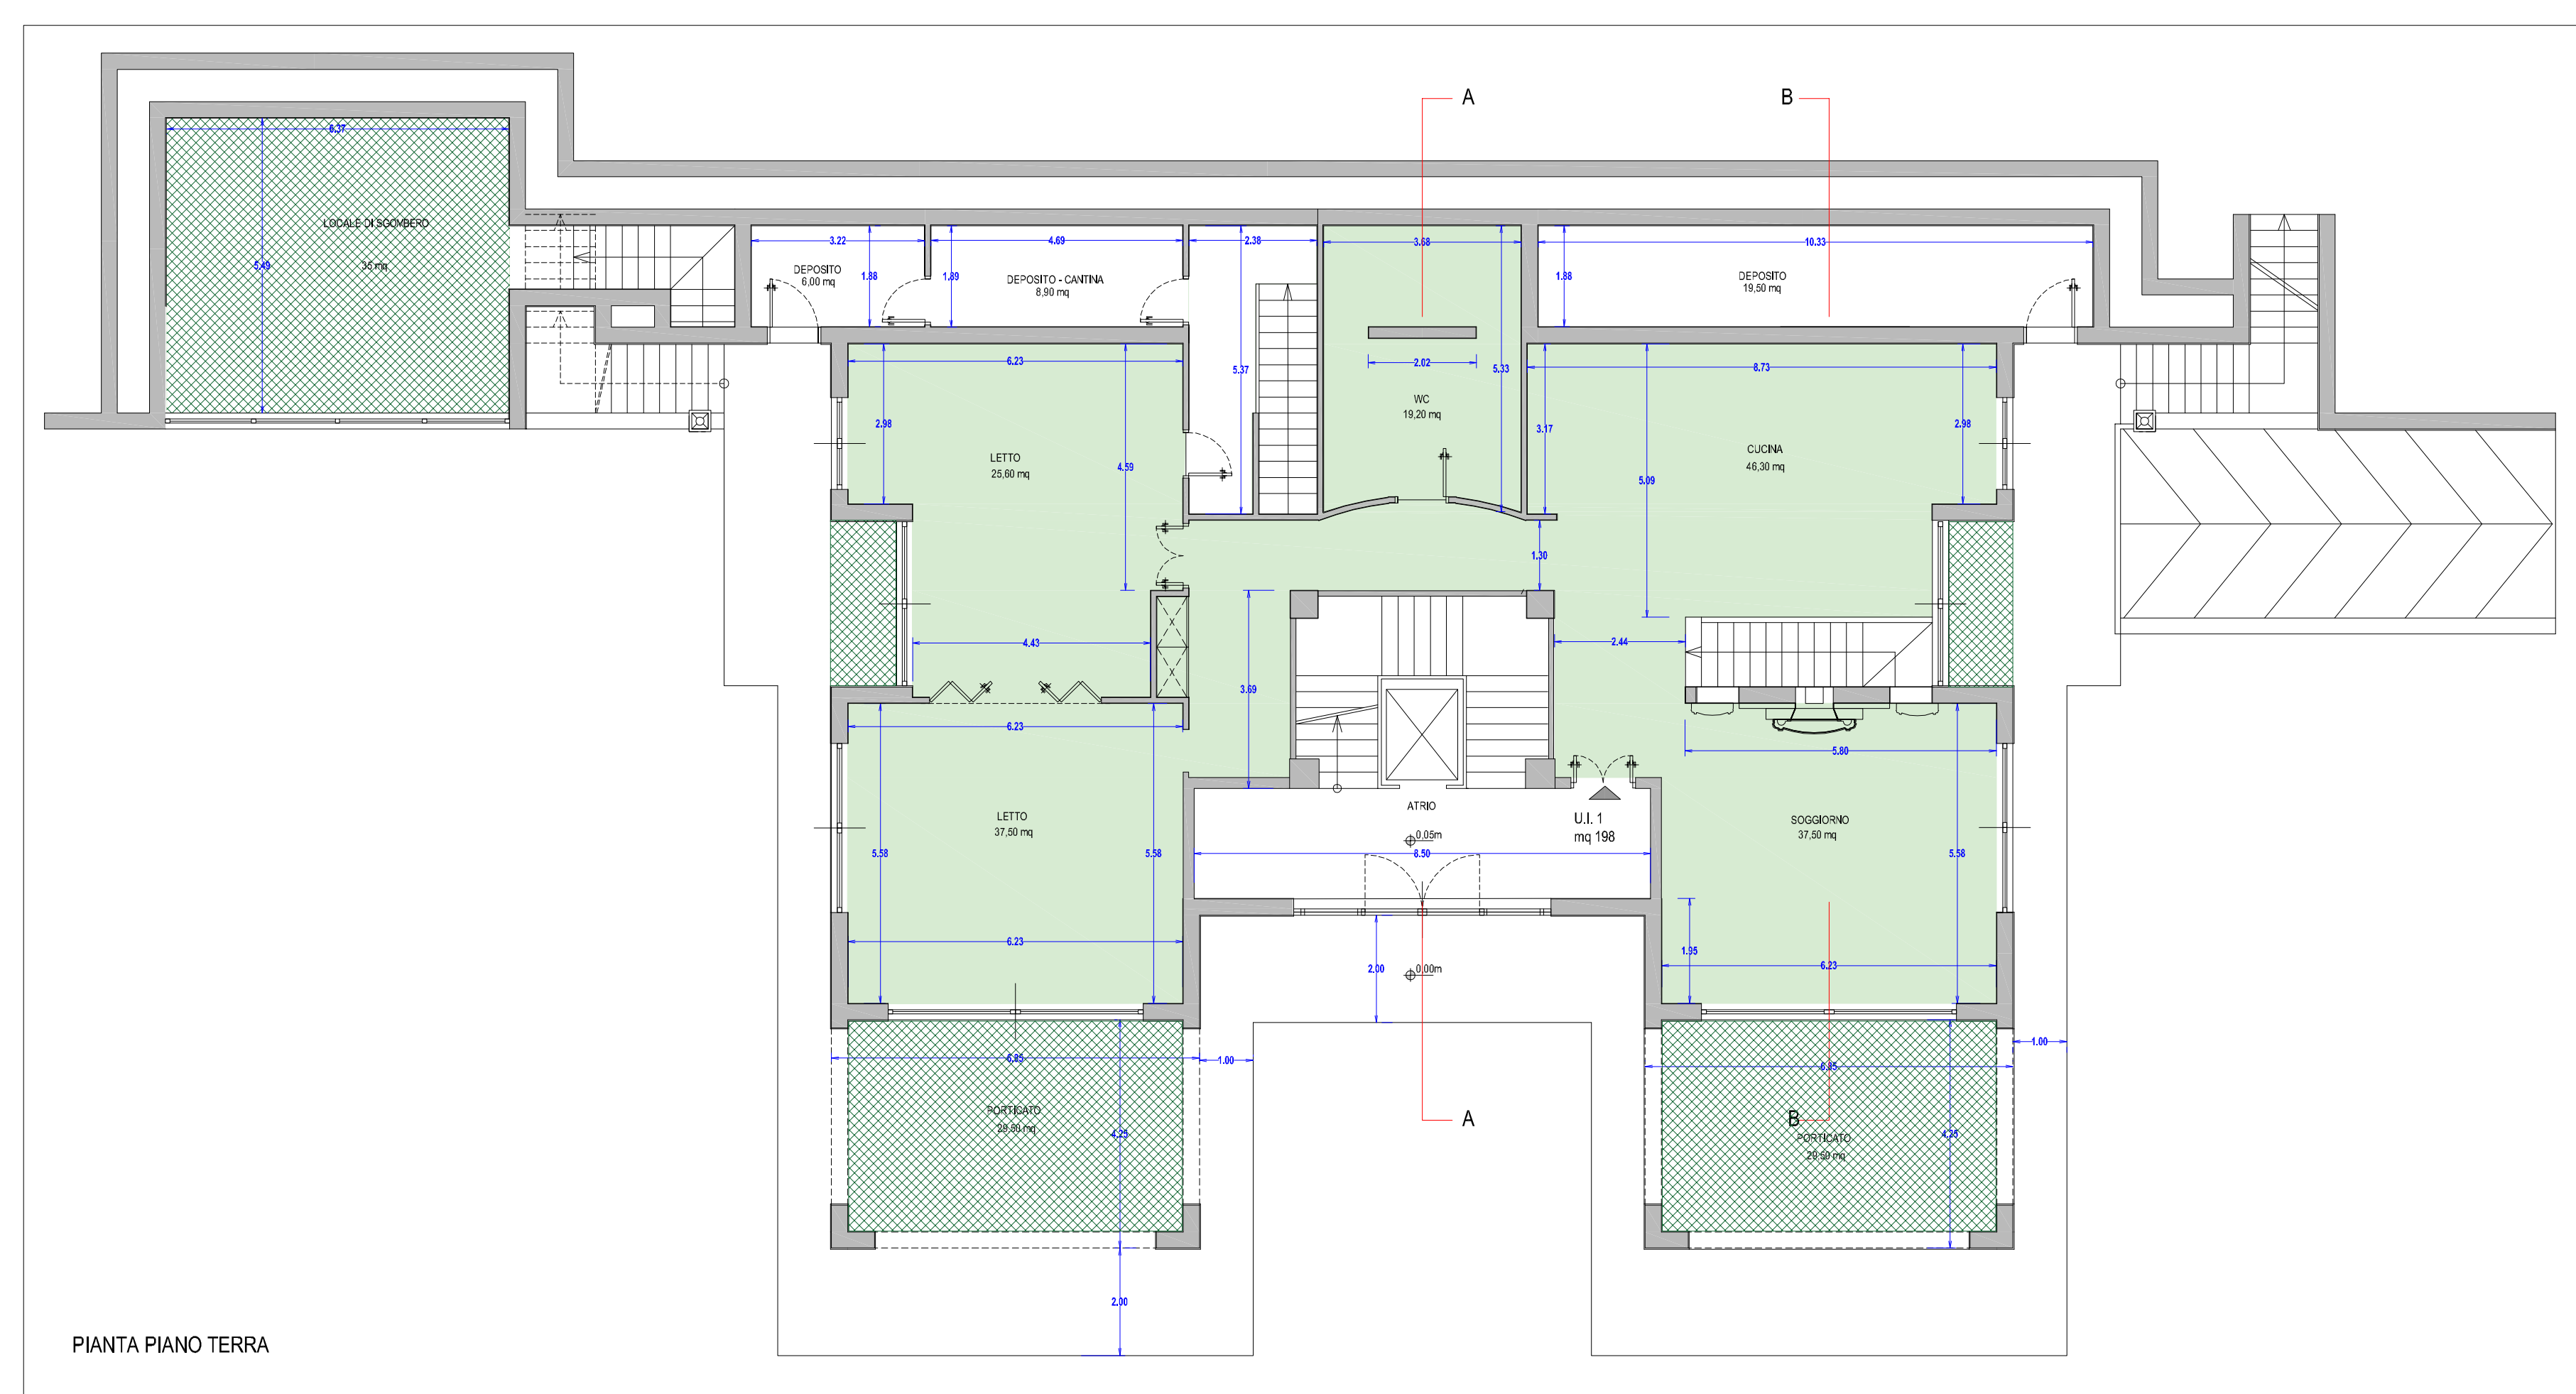 A
B
6.37
LOCALE DI SGOMBERO
35 mq
5.49
3.22
DEPOSITO
6,00 mq
1.88
4.69
1.89
DEPOSITO - CANTINA
8,90 mq
2.38
5.37
3.68
2.02
5.33
WC
19,20 mq
10.33
1.88
DEPOSITO
19,50 mq
6.23
2.98
LETTO
25,60 mq
4.59
8.73
3.17
5.09
2.98
CUCINA
46,30 mq
1.30
4.43
2.44
3.69
6.23
5.80
LETTO
37,50 mq
5.58
5.58
6.23
ATRIO
0,05m
8.50
U.I. 1
mq 198
SOGGIORNO
37,50 mq
5.58
1.95
6.23
2.00
0,00m
6.85
1.00
6.85
1.00
PORTICATO
29,50 mq
4.25
A
B
PORTICATO
29,50 mq
4.25
2.00
PIANTA PIANO TERRA